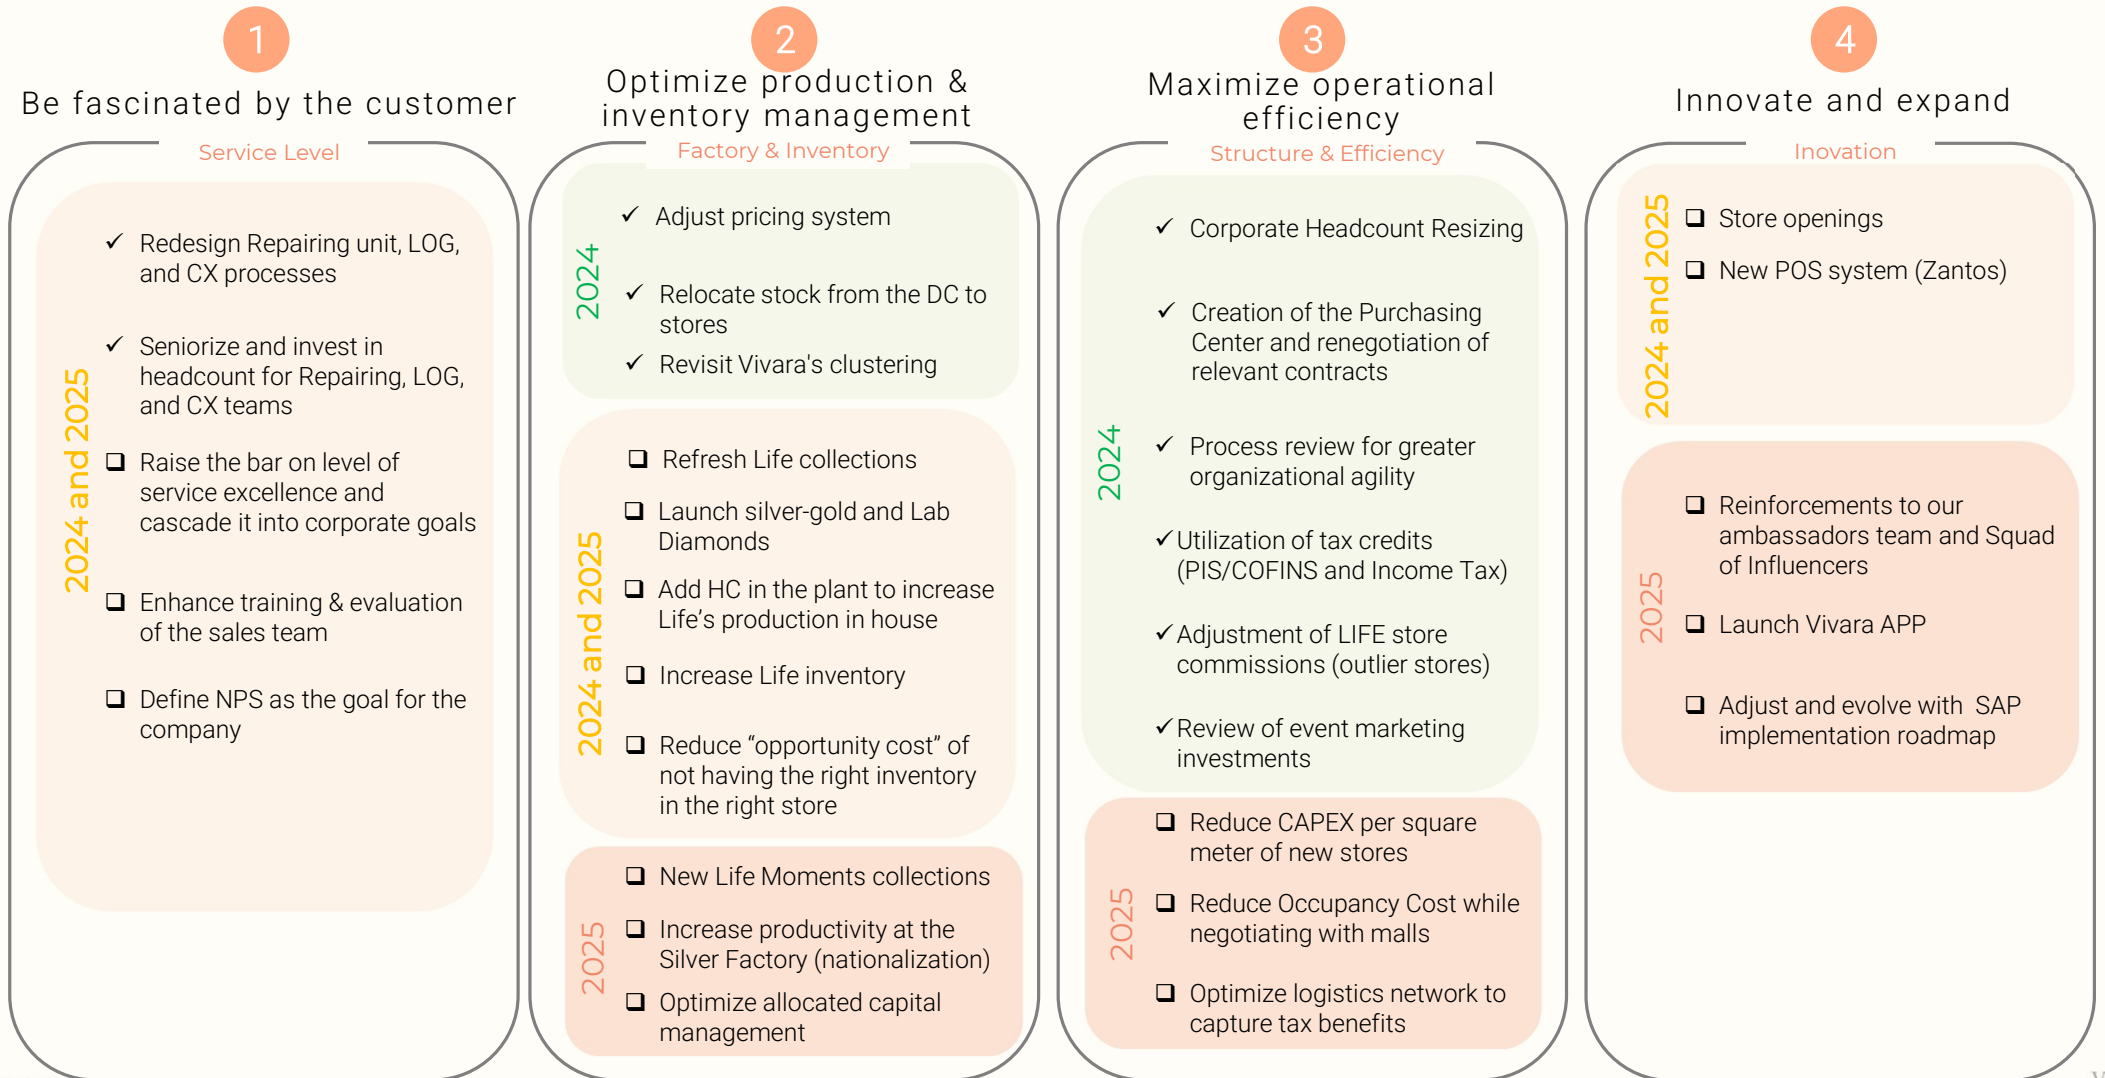 1
Be fascinated by the customer
Service Level
2024 and 2025
✓ Redesign Repairing unit, LOG,
and CX processes
✓ Seniorize and invest in
headcount for Repairing, LOG,
and CX teams
❑ Raise the bar on level of
service excellence and
cascade it into corporate goals
❑ Enhance training & evaluation
of the sales team
❑ Define NPS as the goal for the
company
2
Optimize production &
inventory management
Factory & Inventory
2024
✓ Adjust pricing system
✓ Relocate stock from the DC to
stores
✓ Revisit Vivara's clustering
2024 and 2025
❑ Refresh Life collections
❑ Launch silver-gold and Lab
Diamonds
❑ Add HC in the plant to increase
Life’s production in house
❑ Increase Life inventory
❑ Reduce “opportunity cost” of
not having the right inventory
in the right store
2025
❑ New Life Moments collections
❑ Increase productivity at the
Silver Factory (nationalization)
❑ Optimize allocated capital
management
3
Maximize operational
efficiency
Structure & Efficiency
2024
✓ Corporate Headcount Resizing
✓ Creation of the Purchasing
Center and renegotiation of
relevant contracts
✓ Process review for greater
organizational agility
✓ Utilization of tax credits
(PIS/COFINS and Income Tax)
✓ Adjustment of LIFE store
commissions (outlier stores)
✓ Review of event marketing
investments
2025
❑ Reduce CAPEX per square
meter of new stores
❑ Reduce Occupancy Cost while
negotiating with malls
❑ Optimize logistics network to
capture tax benefits
4
Innovate and expand
Inovation
2024 and 2025
❑ Store openings
❑ New POS system (Zantos)
2025
❑ Reinforcements to our
ambassadors team and Squad
of Influencers
❑ Launch Vivara APP
❑ Adjust and evolve with SAP
implementation roadmap